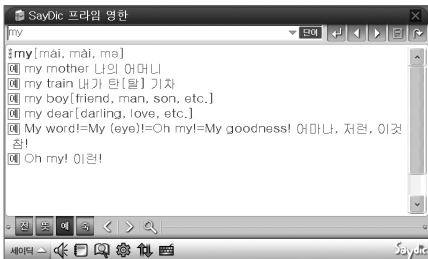 SayDic 프라임 영한
my
단어
my [mái, mài, mə]
예 my mother 나의 어머니
예 my train 내가 탄[탈] 기차
예 my boy[friend, man, son, etc.]
예 my dear[darling, love, etc.]
예 My word!=My (eye)!=Oh my!=My goodness! 어마나, 저런, 이것
참!
예 Oh my! 이런!
전 뜻 예 숙
세이딕
Saydic